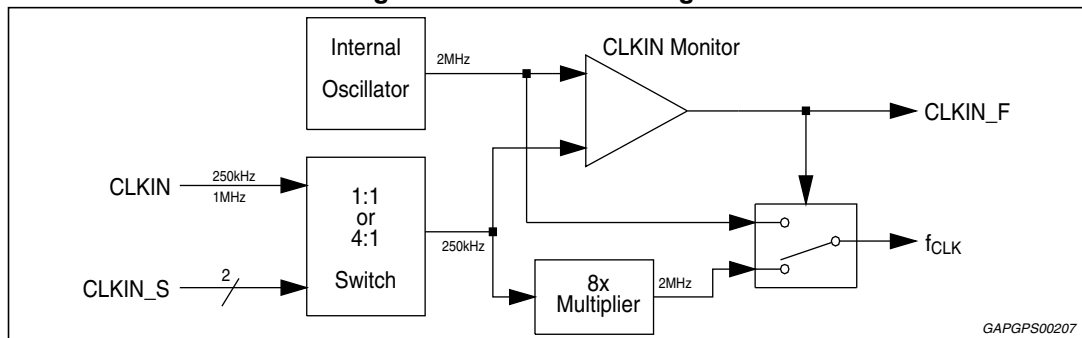 Internal
Oscillator
2MHz
CLKIN Monitor
CLKIN_F
CLKIN
250kHz
1MHz
1:1
or
4:1
Switch
250kHz
CLKIN_S
2
8x
Multiplier
2MHz
fCLK
GAPGPS00207